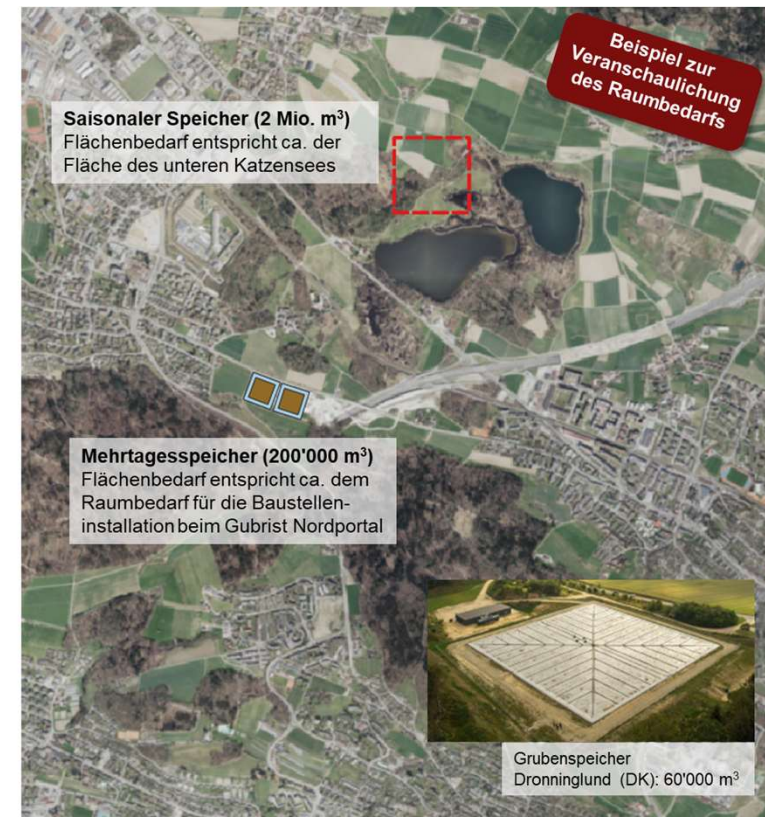 Beispiel zur
Veranschaulichung
des Raumbedarfs
Saisonaler Speicher (2 Mio. m³)
Flächenbedarf entspricht ca. der
Fläche des unteren Katzensees
Mehrtagesspeicher (200'000 m³)
Flächenbedarf entspricht ca. dem
Raumbedarf für die Baustellen-
installation beim Gubrist Nordportal
Grubenspeicher
Dronninglund (DK): 60'000 m³